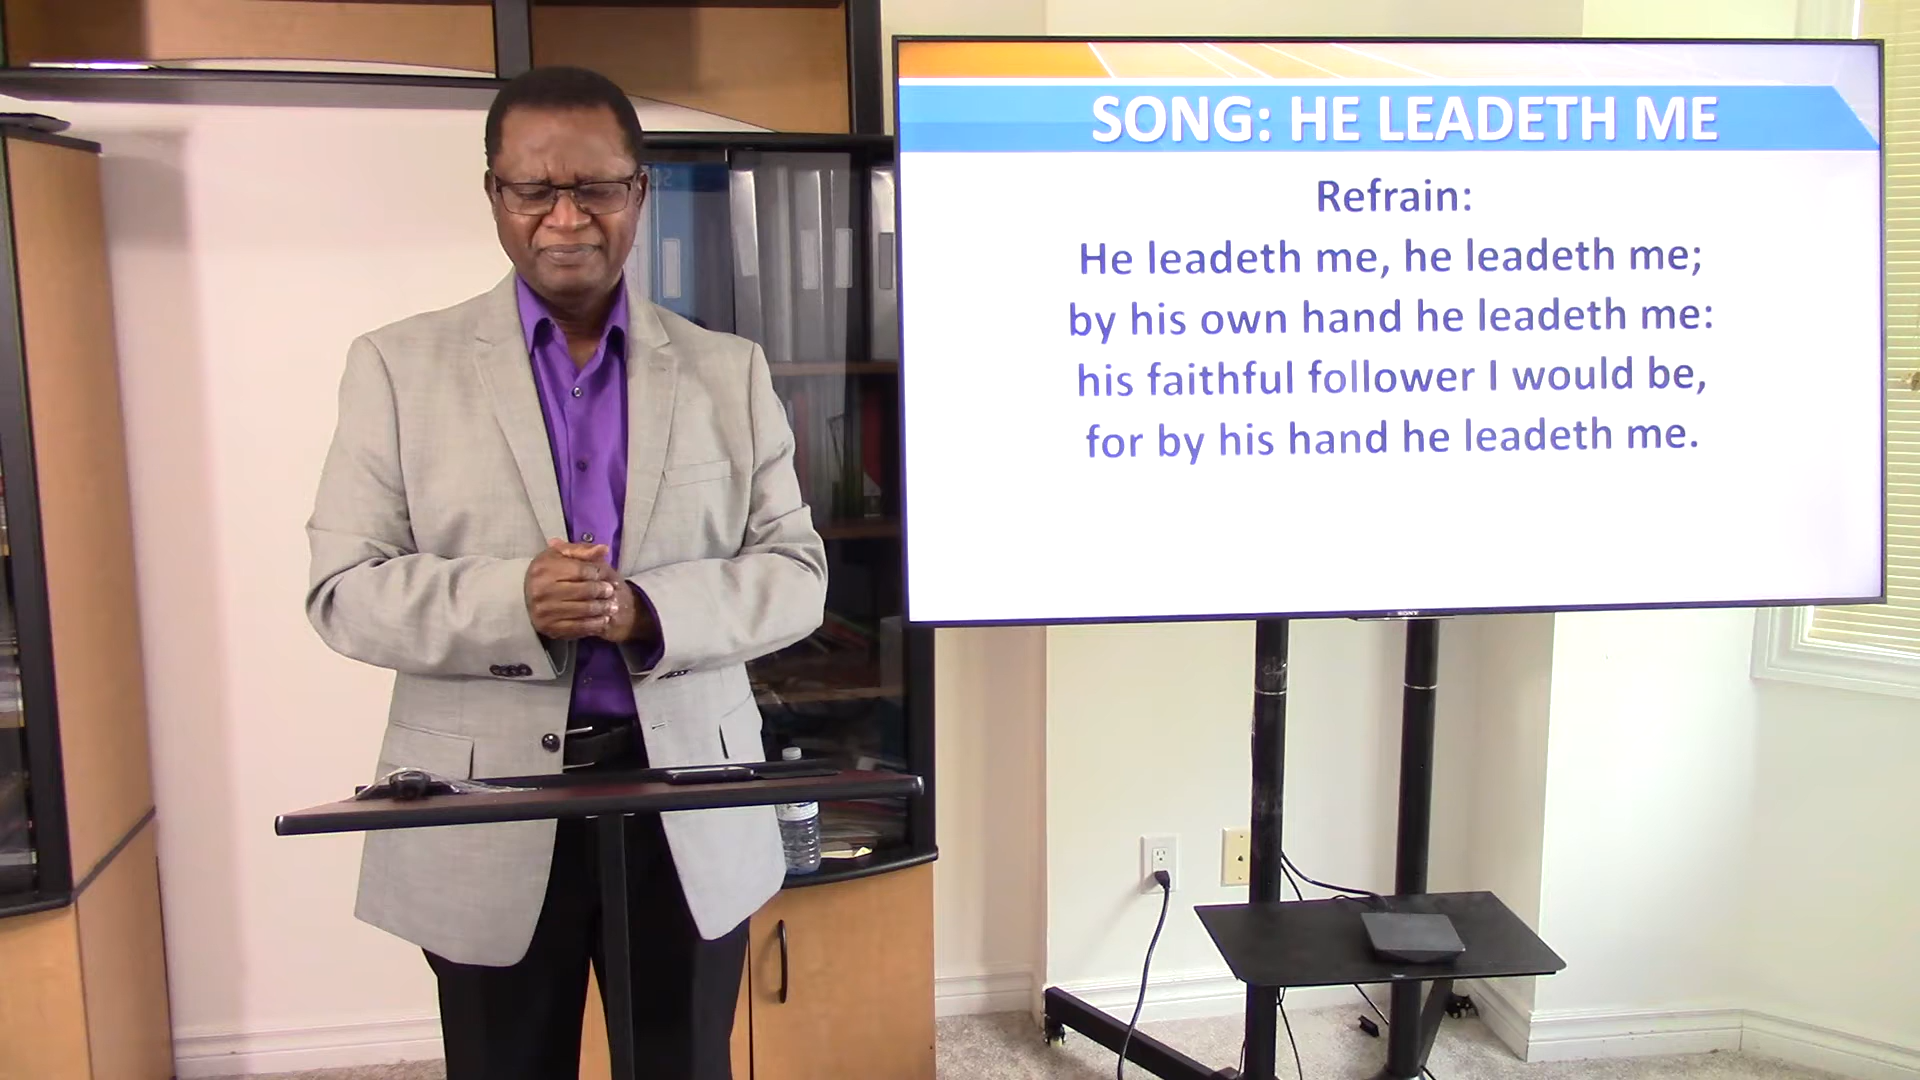 SONG: HE LEADETH ME
Refrain:
He leadeth me, he leadeth me;
by his own hand he leadeth me:
his faithful follower I would be,
for by his hand he leadeth me.
SONY